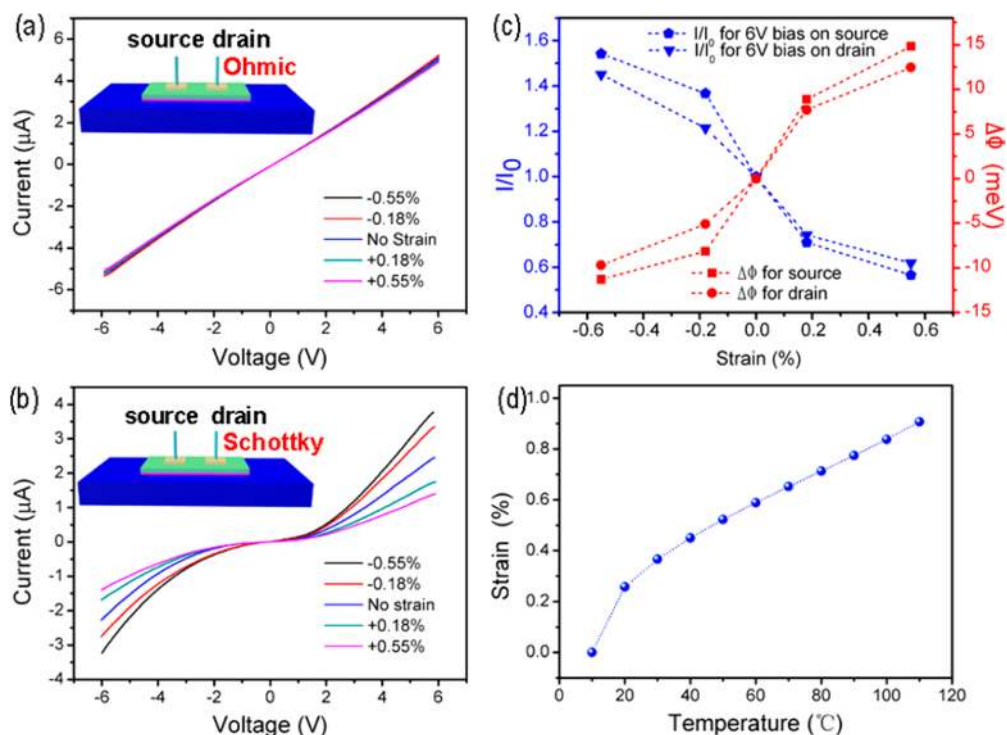 (a)
source drain
Ohmic
6
4
2
0
-2
-4
-6
Current (μA)
-0.55%
-0.18%
No Strain
+0.18%
+0.55%
-6 -4 -2 0 2 4 6
Voltage (V)
(c)
I/I0 for 6V bias on source
I/I0 for 6V bias on drain
1.6
1.4
1.2
1.0
0.8
0.6
0.4
I/I0
15
10
5
0
-5
-10
-15
ΔΦ (meV)
ΔΦ for source
ΔΦ for drain
-0.6 -0.4 -0.2 0.0 0.2 0.4 0.6
Strain (%)
(b)
source drain
Schottky
4
3
2
1
0
-1
-2
-3
4
Current (μA)
-0.55%
-0.18%
No strain
+0.18%
+0.55%
-6 -4 -2 0 2 4 6
Voltage (V)
(d)
1.0
0.8
0.6
0.4
0.2
0.0
Strain (%)
0 20 40 60 80 100 120
Temperature (℃)